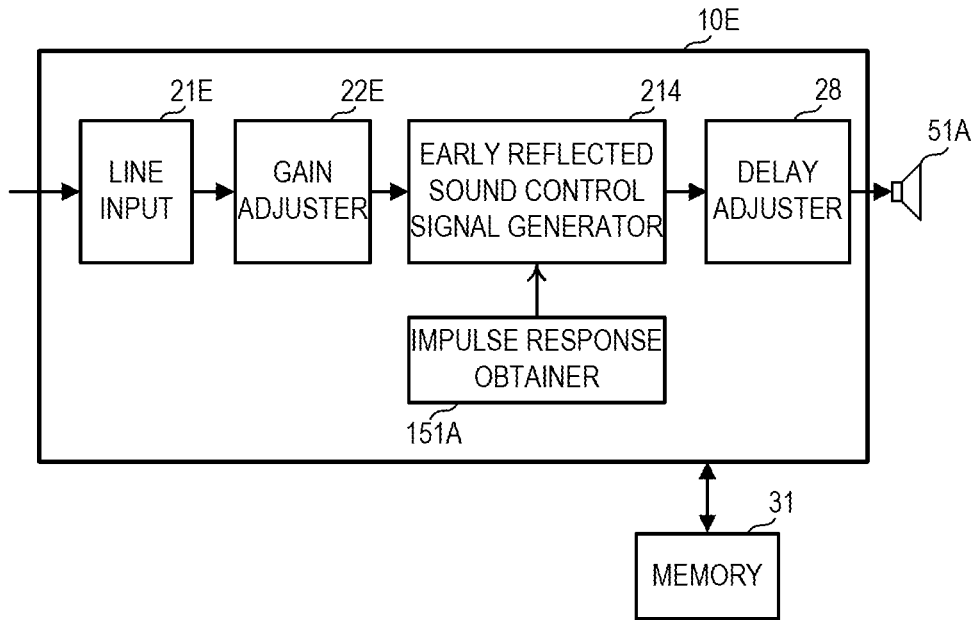 10E
21E
22E
214
28
51A
LINE
INPUT
GAIN
ADJUSTER
EARLY REFLECTED
SOUND CONTROL
SIGNAL GENERATOR
DELAY
ADJUSTER
IMPULSE RESPONSE
OBTAINER
151A
31
MEMORY